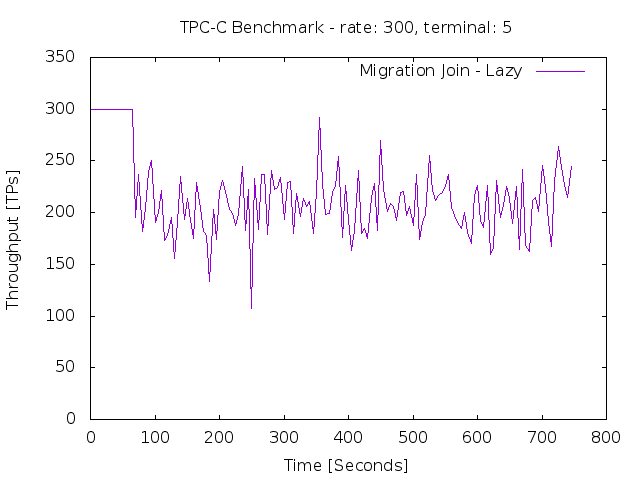 TPC-C Benchmark - rate: 300, terminal: 5
Migration Join - Lazy
Throughput [TPs]
350
300
250
200
150
100
50
0
0 100 200 300 400 500 600 700 800
Time [Seconds]